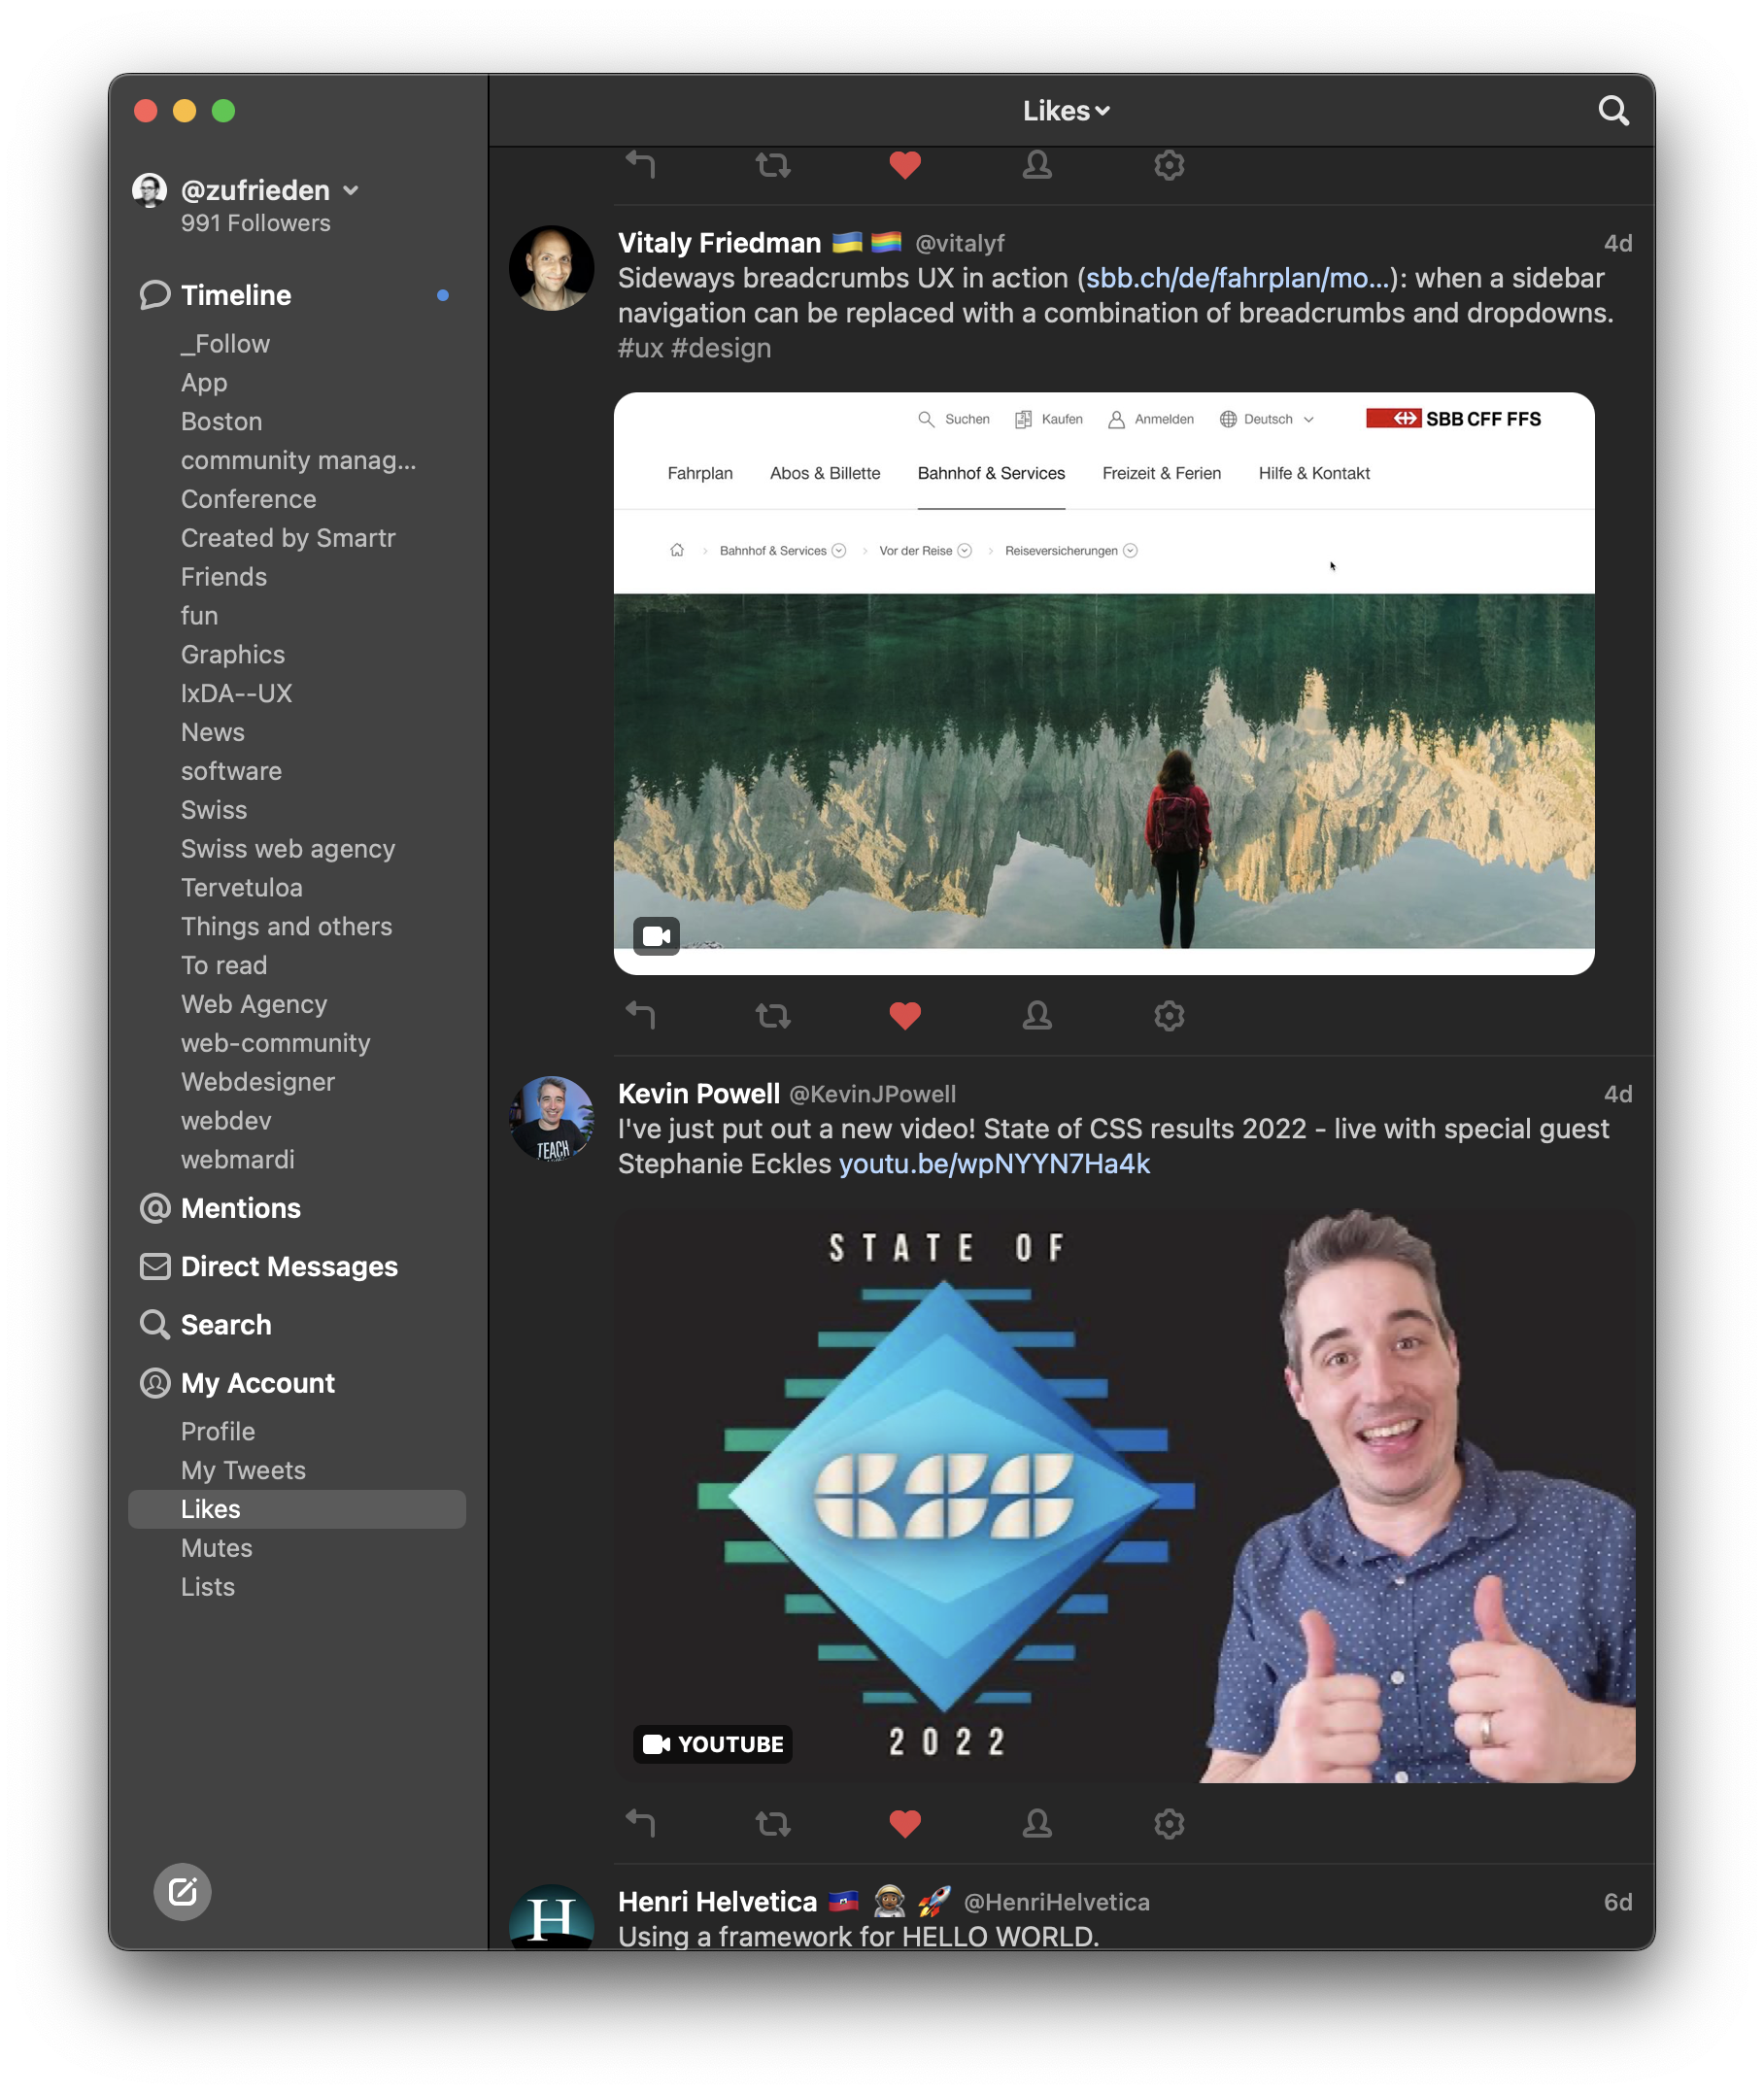 Likes
@zufrieden
991 Followers
Timeline
_Follow
App
Boston
community manag...
Conference
Created by Smartr
Friends
fun
Graphics
IxDA--UX
News
software
Swiss
Swiss web agency
Tervetuloa
Things and others
To read
Web Agency
web-community
Webdesigner
webdev
webmardi
Mentions
Direct Messages
Search
My Account
Profile
My Tweets
Likes
Mutes
Lists
Vitaly Friedman 🇺🇦 🏳️‍🌈 @vitalyf 4d
Sideways breadcrumbs UX in action (sbb.ch/de/fahrplan/mo...): when a sidebar
navigation can be replaced with a combination of breadcrumbs and dropdowns.
#ux #design
Suchen Kaufen Anmelden Deutsch SBB CFF FFS
Fahrplan Abos & Billette Bahnhof & Services Freizeit & Ferien Hilfe & Kontakt
Bahnhof & Services Vor der Reise Reiseversicherungen
Kevin Powell @KevinJPowell 4d
I've just put out a new video! State of CSS results 2022 - live with special guest
Stephanie Eckles youtu.be/wpNYYN7Ha4k
TEACH
STATE OF
CSS
2022
YOUTUBE
Henri Helvetica 🇭🇹 👨🏾‍🚀 🚀 @HenriHelvetica 6d
H
Using a framework for HELLO WORLD.